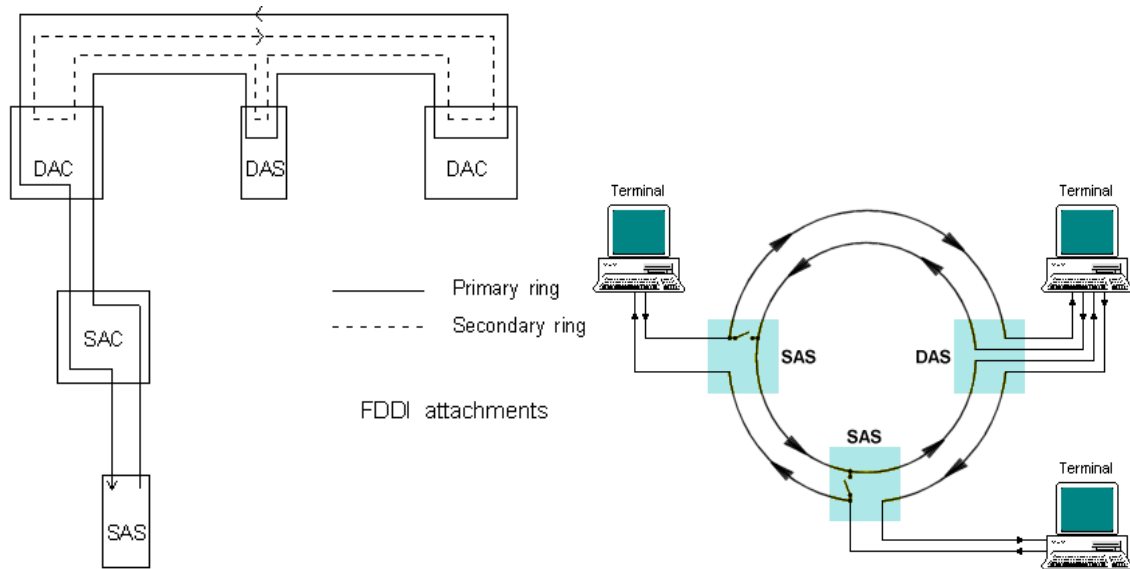 DAC
DAS
DAC
SAC
SAS
Primary ring
Secondary ring
FDDI attachments
Terminal
Terminal
SAS
DAS
SAS
Terminal